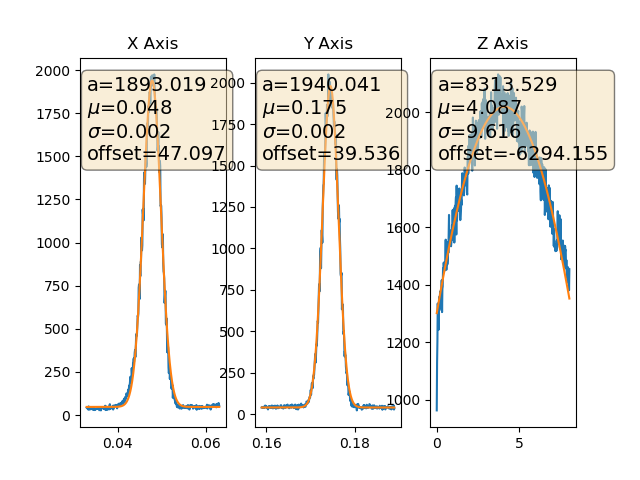 X Axis
a=1893.019
μ=0.048
σ=0.002
offset=47.097
2000
1750
1500
1250
1000
750
500
250
0
0.04 0.06
Y Axis
a=1940.041
μ=0.175
σ=0.002
offset=39.536
2000
1750
1500
1250
1000
750
500
250
0
0.16 0.18
Z Axis
a=8313.529
μ=4.087
σ=9.616
offset=-6294.155
2000
1800
1600
1400
1200
1000
0 5